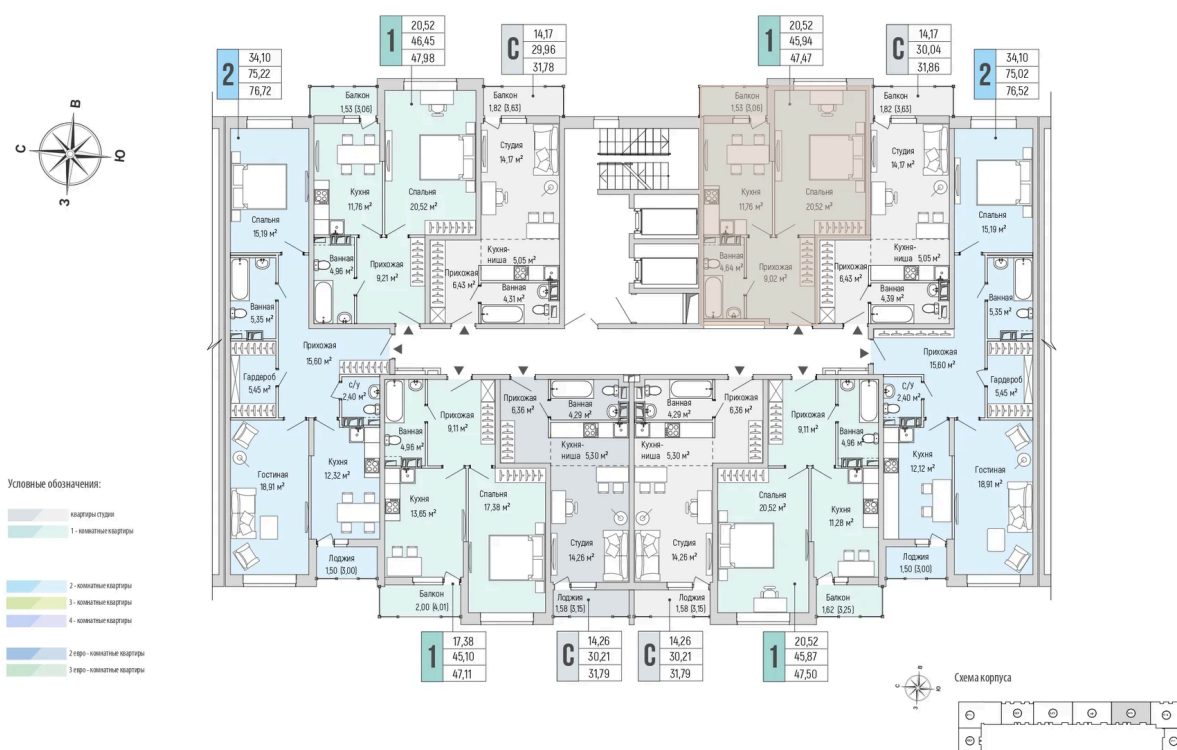 20,52
1 46,45
47,98
14,17
С 29,96
31,78
20,52
1 45,94
47,47
14,17
С 30,04
31,86
34,10
2 75,22
76,72
34,10
2 75,02
76,52
В
С
Ю
З
Балкон
1,53 (3,06)
Балкон
1,82 (3,63)
Балкон
1,53 (3,06)
Балкон
1,82 (3,63)
Спальня
15,19 м²
Кухня
11,76 м²
Спальня
20,52 м²
Студия
14,17 м²
Кухня
11,76 м²
Спальня
20,52 м²
Студия
14,17 м²
Спальня
15,19 м²
Ванная
5,35 м²
Ванная
4,96 м²
Прихожая
9,21 м²
Прихожая
6,43 м²
Кухня-
ниша 5,05 м²
Ванная
4,31 м²
Ванная
4,64 м²
Прихожая
9,02 м²
Прихожая
6,43 м²
Кухня-
ниша 5,05 м²
Ванная
4,39 м²
Ванная
5,35 м²
Прихожая
15,60 м²
Прихожая
15,60 м²
Гардероб
5,45 м²
с/у
2,40 м²
Ванная
4,96 м²
Прихожая
9,11 м²
Прихожая
6,36 м²
Ванная
4,29 м²
Ванная
4,29 м²
Прихожая
6,36 м²
Прихожая
9,11 м²
Ванная
4,96 м²
с/у
2,40 м²
Гардероб
5,45 м²
Гостиная
18,91 м²
Кухня
12,32 м²
Кухня
13,65 м²
Спальня
17,38 м²
Кухня-
ниша 5,30 м²
Студия
14,26 м²
Кухня-
ниша 5,30 м²
Студия
14,26 м²
Спальня
20,52 м²
Кухня
11,28 м²
Кухня
12,12 м²
Гостиная
18,91 м²
Лоджия
1,50 (3,00)
Балкон
2,00 (4,01)
Лоджия
1,58 (3,15)
Лоджия
1,58 (3,15)
Балкон
1,62 (3,25)
Лоджия
1,50 (3,00)
17,38
1 45,10
47,11
14,26
С 30,21
31,79
14,26
С 30,21
31,79
20,52
1 45,87
47,50
Условные обозначения:
квартиры студии
1 - комнатные квартиры
2 - комнатные квартиры
3 - комнатные квартиры
4 - комнатные квартиры
2 евро - комнатные квартиры
3 евро - комнатные квартиры
В
С
Ю
З
Схема корпуса